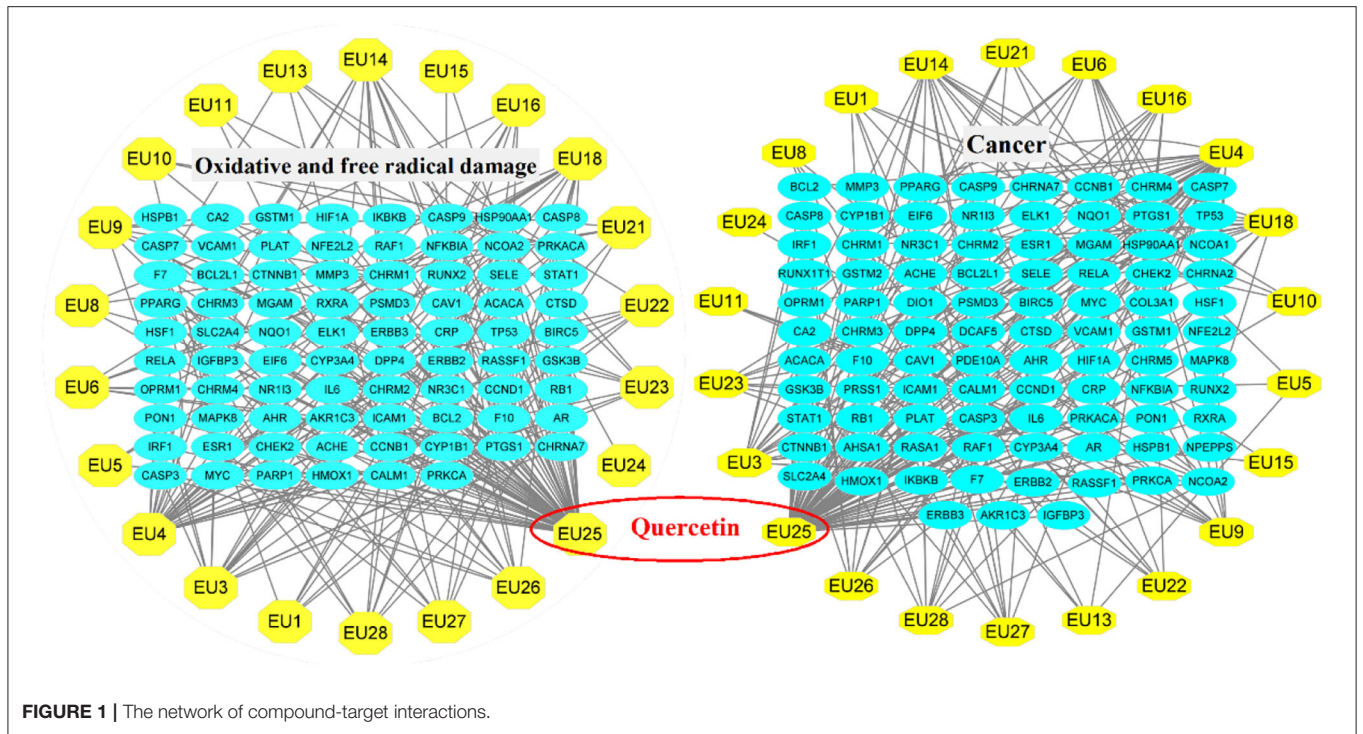 EU14
EU13
EU15
EU11
EU16
EU10
Oxidative and free radical damage
EU18
HSPB1 CA2 GSTM1 HIF1A IKBKB CASP9 HSP90AA1 CASP8
EU9
EU21
CASP7 VCAM1 PLAT NFE2L2 RAF1 NFKBIA NCOA2 PRKACA
F7 BCL2L1 CTNNB1 MMP3 CHRM1 RUNX2 SELE STAT1
EU8
EU22
PPARG CHRM3 MGAM RXRA PSMD3 CAV1 ACACA CTSD
HSF1 SLC2A4 NQO1 ELK1 ERBB3 CRP TP53 BIRC5
RELA IGFBP3 EIF6 CYP3A4 DPP4 ERBB2 RASSF1 GSK3B
EU6
EU23
OPRM1 CHRM4 NR1I3 IL6 CHRM2 NR3C1 CCND1 RB1
PON1 MAPK8 AHR AKR1C3 ICAM1 BCL2 F10 AR
IRF1 ESR1 CHEK2 ACHE CCNB1 CYP1B1 PTGS1 CHRNA7
EU5
EU24
CASP3 MYC PARP1 HMOX1 CALM1 PRKCA
EU4
EU25
EU3
EU26
EU1
EU28
EU27
Quercetin
EU21
EU14
EU6
EU1
EU16
Cancer
EU8
EU4
BCL2 MMP3 PPARG CASP9 CHRNA7 CCNB1 CHRM4 CASP7
EU24
EU18
CASP8 CYP1B1 EIF6 NR1I3 ELK1 NQO1 PTGS1 TP53
IRF1 CHRM1 NR3C1 CHRM2 ESR1 MGAM HSP90AA1 NCOA1
RUNX1T1 GSTM2 ACHE BCL2L1 SELE RELA CHEK2 CHRNA2
EU11
EU10
OPRM1 PARP1 DIO1 PSMD3 BIRC5 MYC COL3A1 HSF1
CA2 CHRM3 DPP4 DCAF5 CTSD VCAM1 GSTM1 NFE2L2
ACACA F10 CAV1 PDE10A AHR HIF1A CHRM5 MAPK8
EU23
EU5
GSK3B PRSS1 ICAM1 CALM1 CCND1 CRP NFKBIA RUNX2
STAT1 RB1 PLAT CASP3 IL6 PRKACA PON1 RXRA
CTNNB1 AHSA1 RASA1 RAF1 CYP3A4 AR HSPB1 NPEPPS
EU3
EU15
SLC2A4 HMOX1 IKBKB F7 ERBB2 RASSF1 PRKCA NCOA2
ERBB3 AKR1C3 IGFBP3
EU25
EU9
EU26
EU22
EU28
EU27
EU13
FIGURE 1 | The network of compound-target interactions.